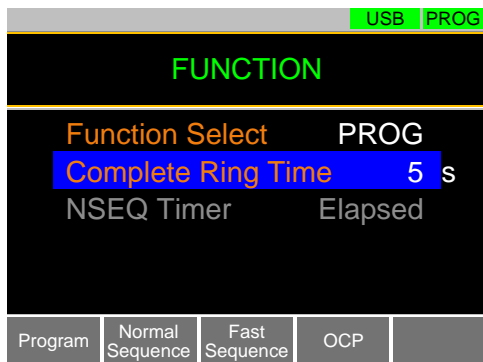 USB PROG
FUNCTION
Function Select PROG
Complete Ring Time 5 s
NSEQ Timer Elapsed
Program Normal Sequence Fast Sequence OCP